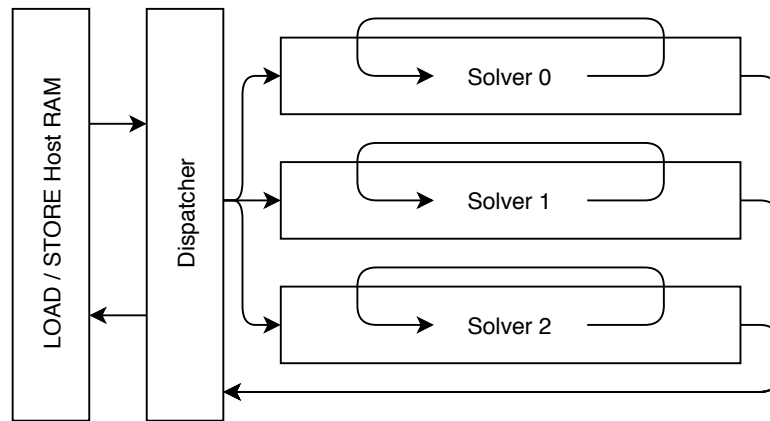 LOAD / STORE Host RAM
Dispatcher
Solver 0
Solver 1
Solver 2